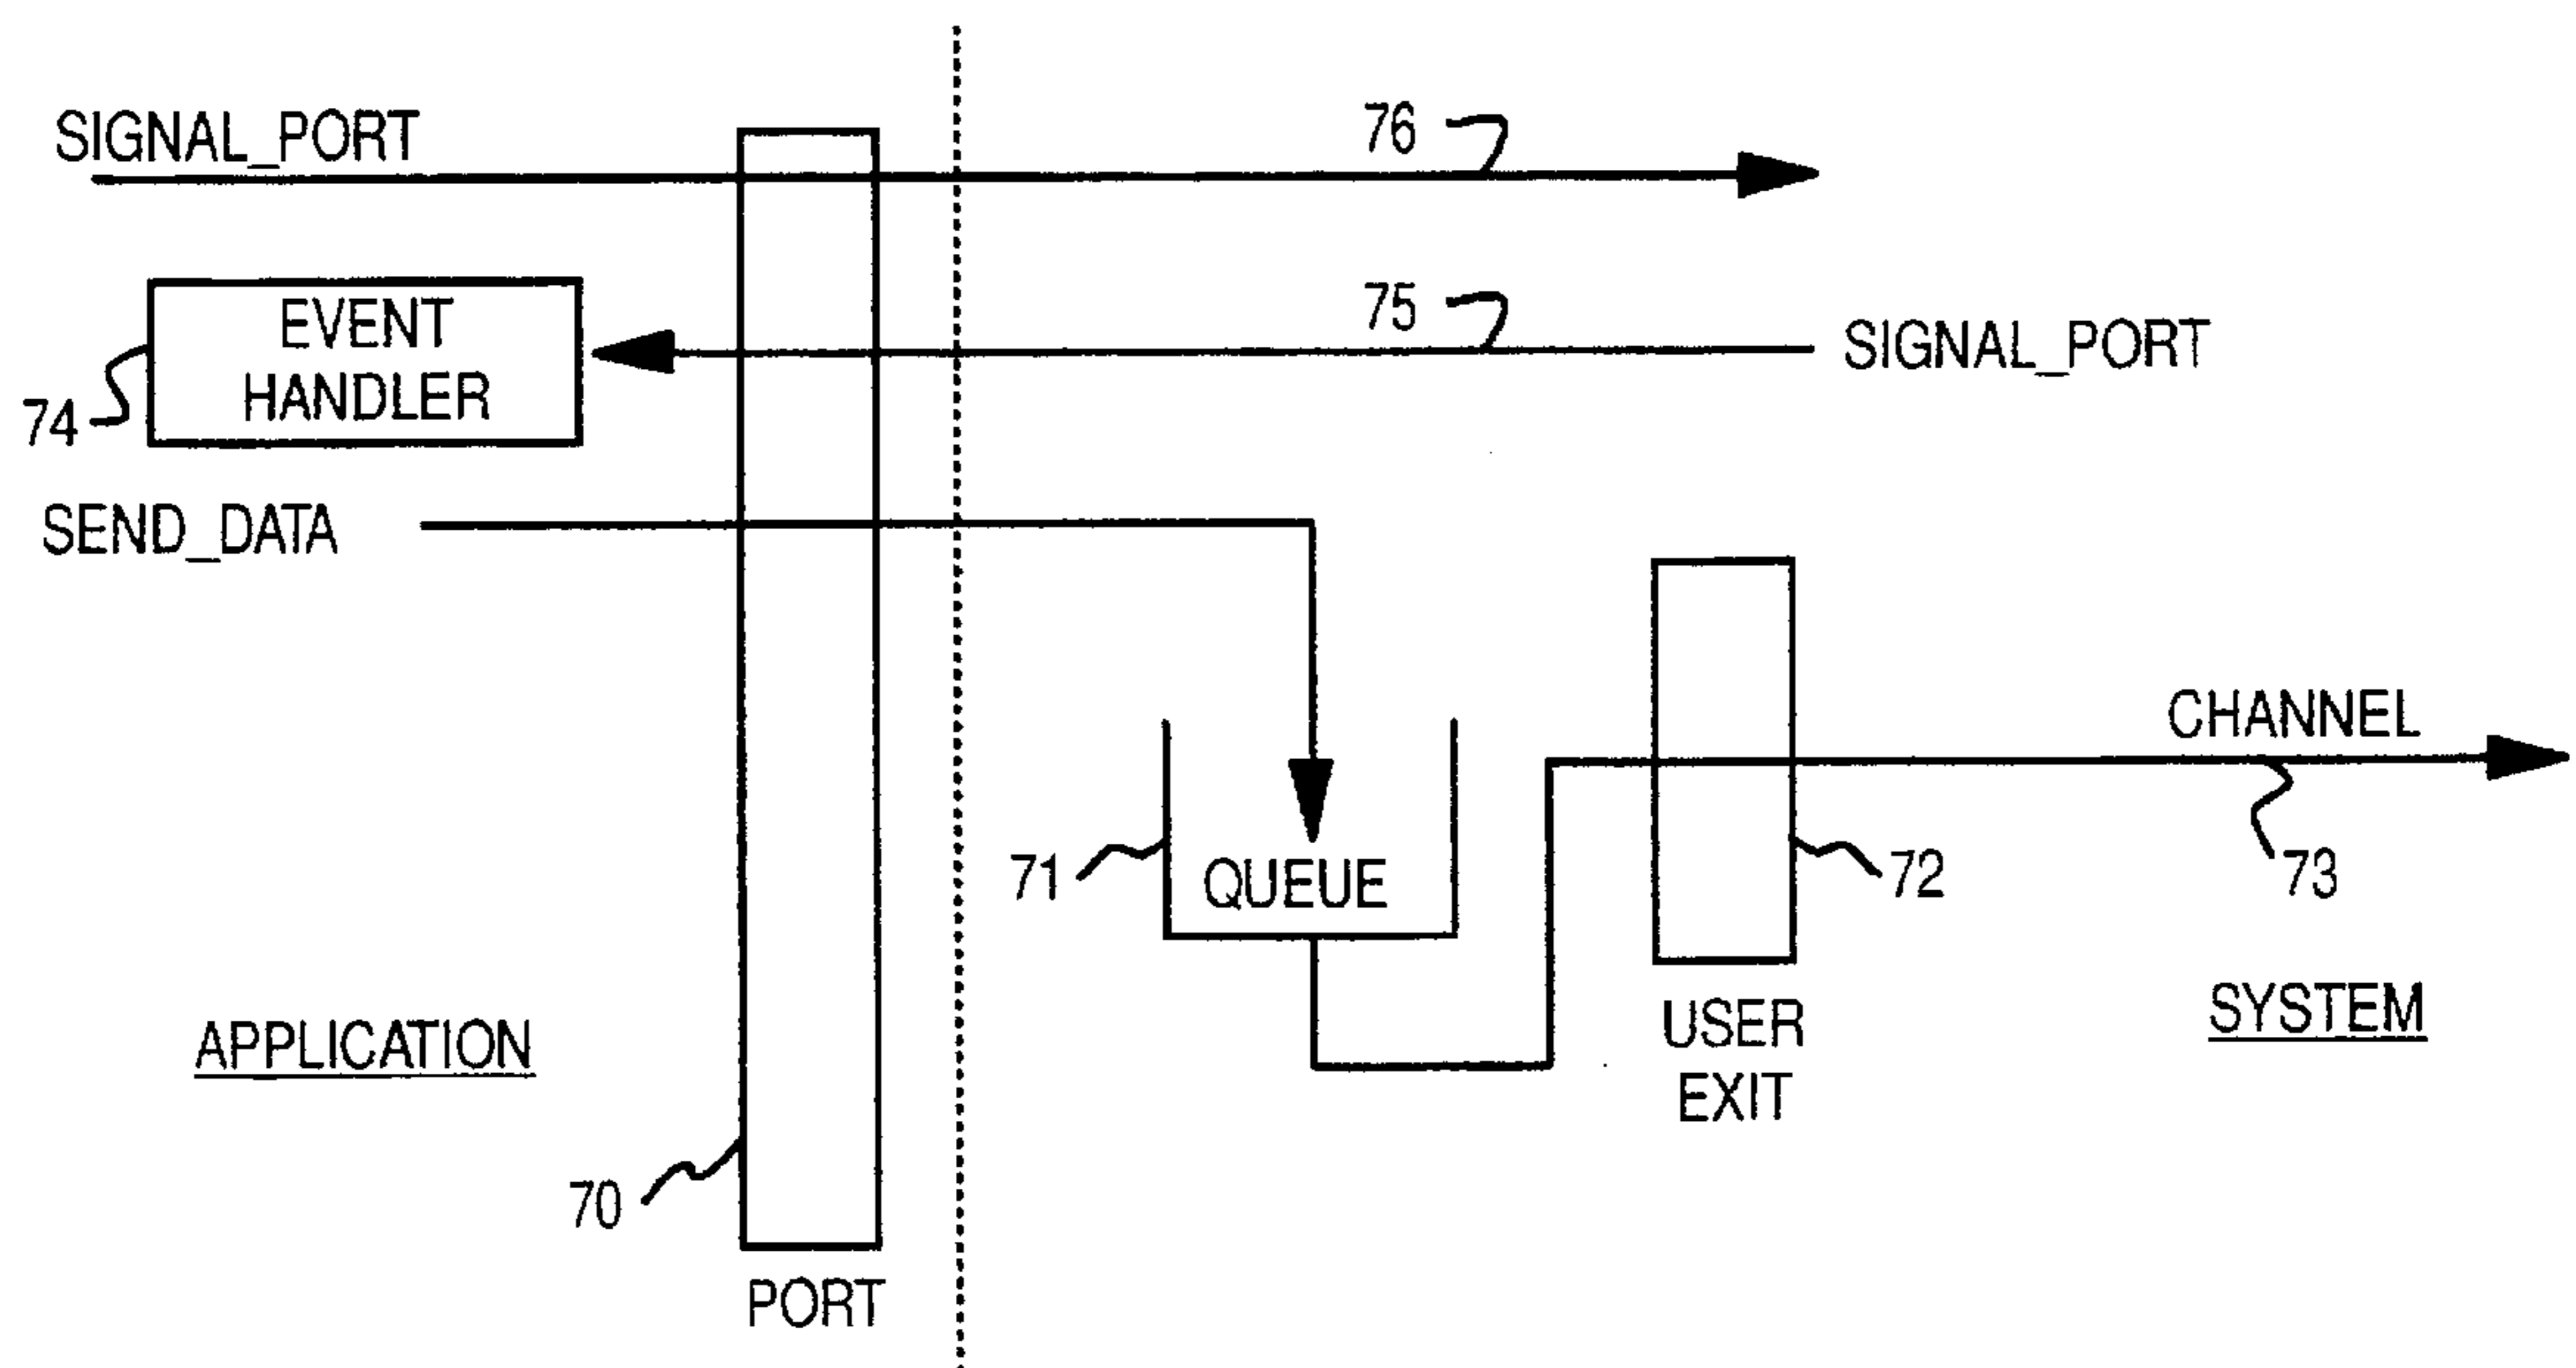 SIGNAL_PORT
76
EVENT
HANDLER
75
SIGNAL_PORT
74
SEND_DATA
CHANNEL
71
QUEUE
72
73
USER
EXIT
SYSTEM
APPLICATION
70
PORT